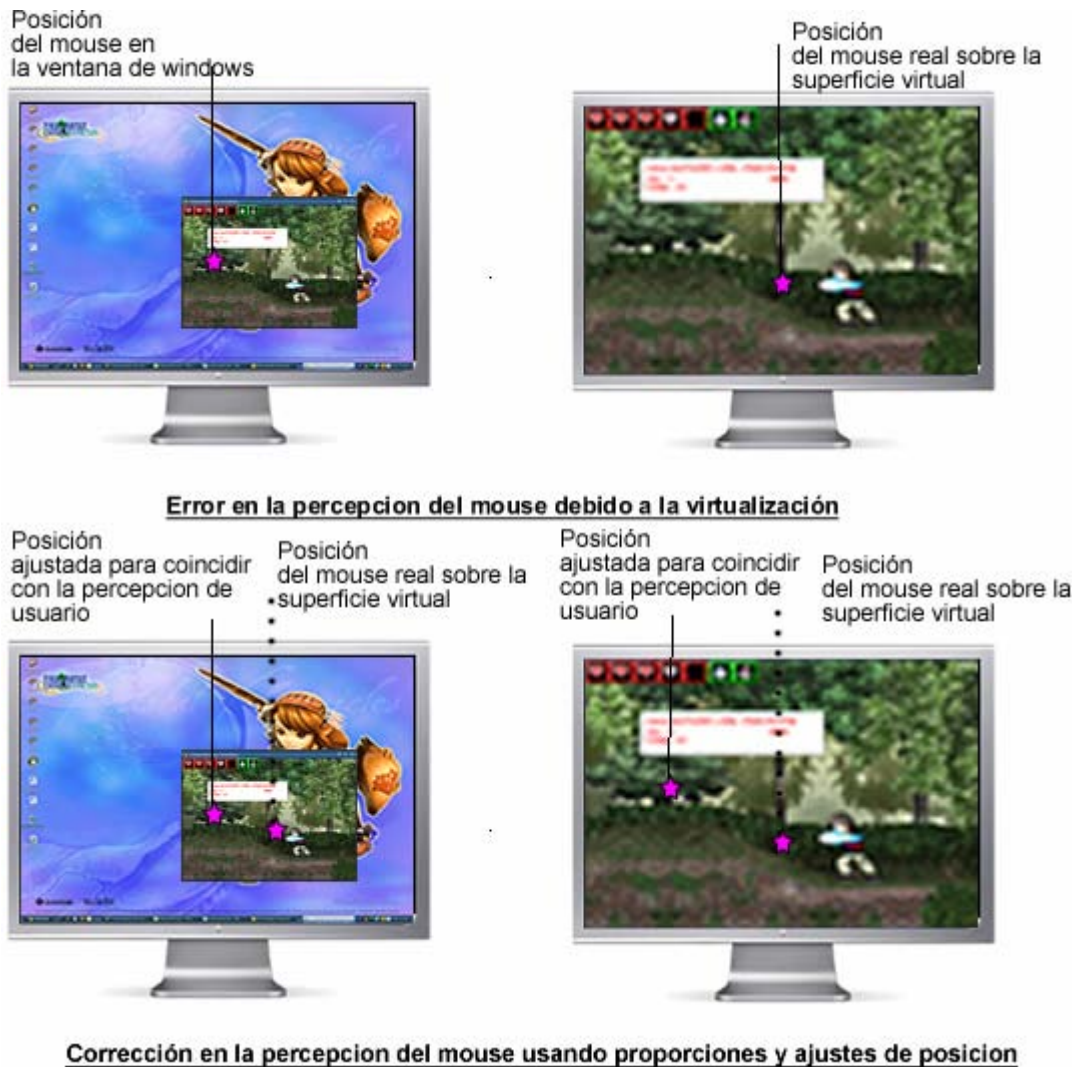 Posición
del mouse en
la ventana de windows
Posición
del mouse real sobre la
superficie virtual
Error en la percepcion del mouse debido a la virtualización
Posición
ajustada para coincidir
con la percepcion de
usuario
Posición
del mouse real sobre la
superficie virtual
Posición
ajustada para coincidir
con la percepcion de
usuario
Posición
del mouse real sobre la
superficie virtual
Corrección en la percepcion del mouse usando proporciones y ajustes de posicion